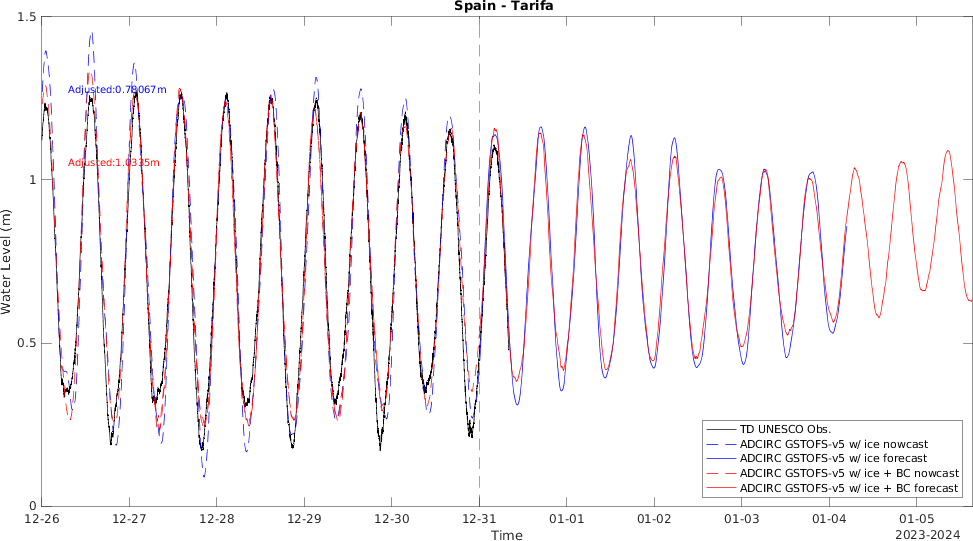 Spain - Tarifa
1.5
1
0.5
0
Water Level (m)
Adjusted:0.78067m
Adjusted:1.0335m
TD UNESCO Obs.
ADCIRC GSTOFS-v5 w/ ice nowcast
ADCIRC GSTOFS-v5 w/ ice forecast
ADCIRC GSTOFS-v5 w/ ice + BC nowcast
ADCIRC GSTOFS-v5 w/ ice + BC forecast
12-26 12-27 12-28 12-29 12-30 12-31 01-01 01-02 01-03 01-04 01-05
Time
2023-2024